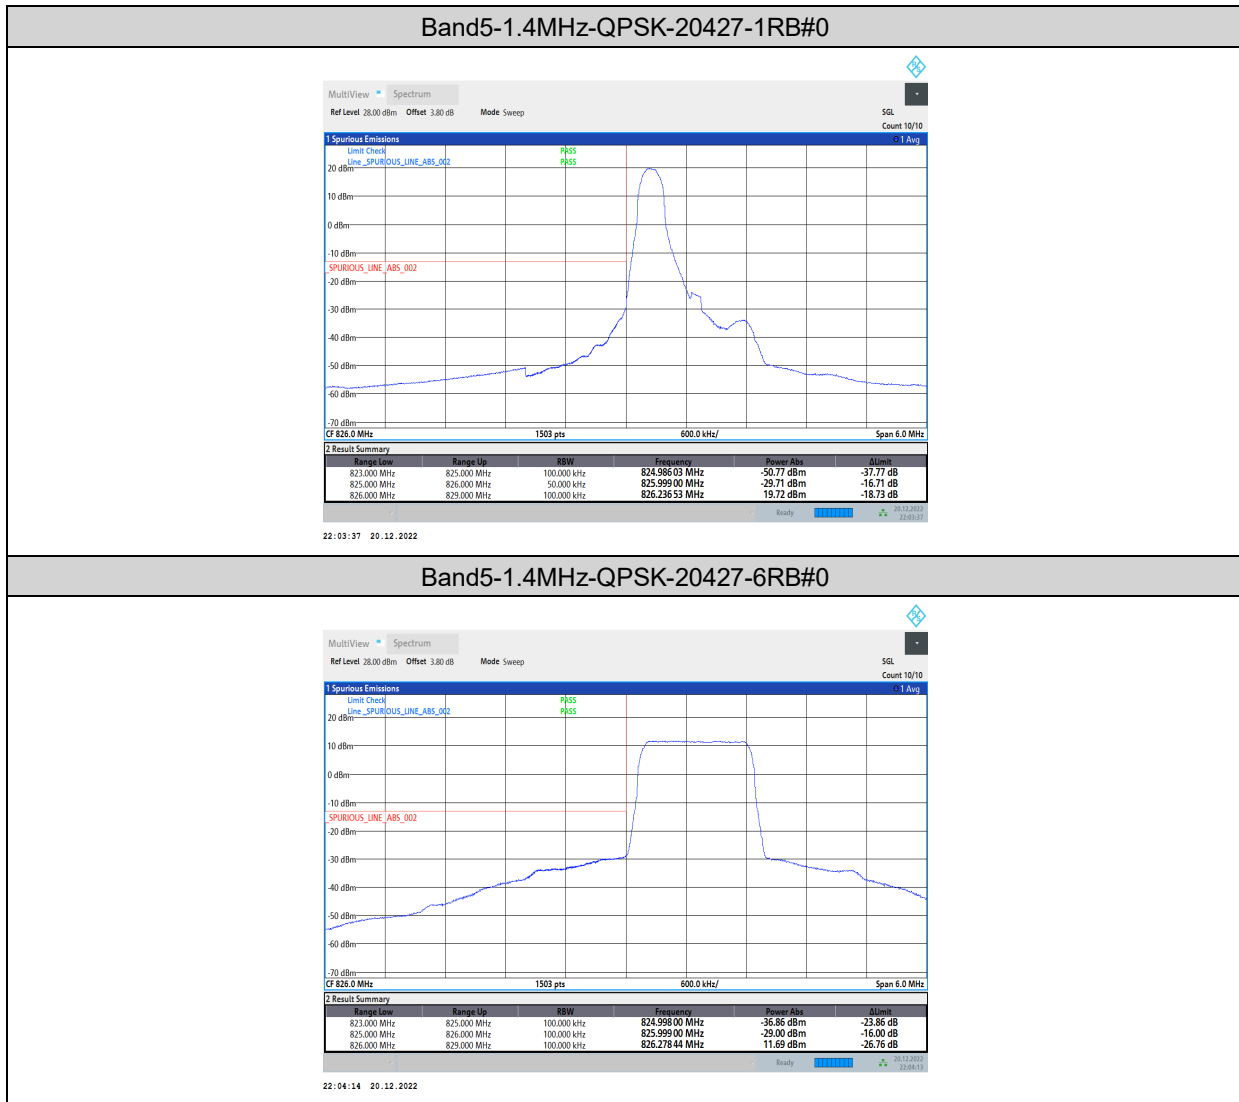 Band5-1.4MHz-QPSK-20427-1RB#0
MultiView Spectrum
Ref Level 28.00 dBm Offset 3.80 dB Mode Sweep SGL
Count 10/10
1 Spurious Emissions 1 Avg
Limit Check PASS
Line _SPURIOUS_LINE_ABS_002 PASS
20 dBm
10 dBm
0 dBm
-10 dBm
_SPURIOUS_LINE_ABS_002
-20 dBm
-30 dBm
-40 dBm
-50 dBm
-60 dBm
-70 dBm
CF 826.0 MHz 1503 pts 600.0 kHz/ Span 6.0 MHz
2 Result Summary
Range Low Range Up RBW Frequency Power Abs ΔLimit
823.000 MHz 825.000 MHz 100.000 kHz 824.98603 MHz -50.77 dBm -37.77 dB
825.000 MHz 826.000 MHz 50.000 kHz 825.99900 MHz -29.71 dBm -16.71 dB
826.000 MHz 829.000 MHz 100.000 kHz 826.23653 MHz 19.72 dBm -18.73 dB
Ready 20.12.2022
22:03:37
22:03:37 20.12.2022
Band5-1.4MHz-QPSK-20427-6RB#0
MultiView Spectrum
Ref Level 28.00 dBm Offset 3.80 dB Mode Sweep SGL
Count 10/10
1 Spurious Emissions 1 Avg
Limit Check PASS
Line _SPURIOUS_LINE_ABS_002 PASS
20 dBm
10 dBm
0 dBm
-10 dBm
_SPURIOUS_LINE_ABS_002
-20 dBm
-30 dBm
-40 dBm
-50 dBm
-60 dBm
-70 dBm
CF 826.0 MHz 1503 pts 600.0 kHz/ Span 6.0 MHz
2 Result Summary
Range Low Range Up RBW Frequency Power Abs ΔLimit
823.000 MHz 825.000 MHz 100.000 kHz 824.99800 MHz -36.86 dBm -23.86 dB
825.000 MHz 826.000 MHz 100.000 kHz 825.99900 MHz -29.00 dBm -16.00 dB
826.000 MHz 829.000 MHz 100.000 kHz 826.27844 MHz 11.69 dBm -26.76 dB
Ready 20.12.2022
22:04:13
22:04:14 20.12.2022